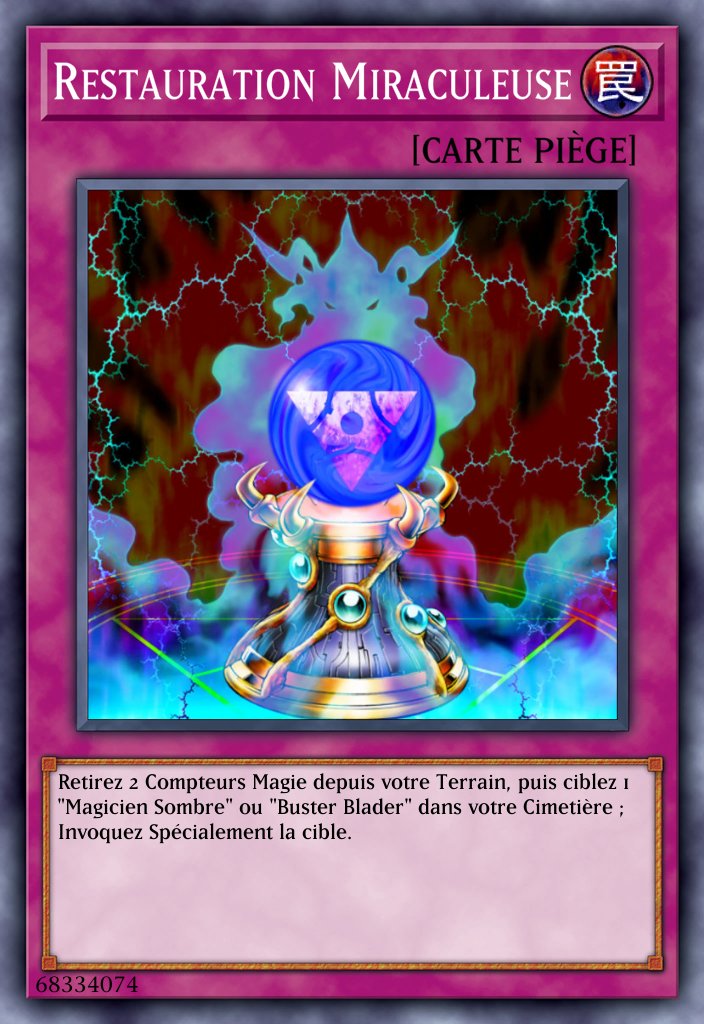 Restauration Miraculeuse 罠
[CARTE PIÈGE]
Retirez 2 Compteurs Magie depuis votre Terrain, puis ciblez 1
"Magicien Sombre" ou "Buster Blader" dans votre Cimetière ;
Invoquez Spécialement la cible.
68334074